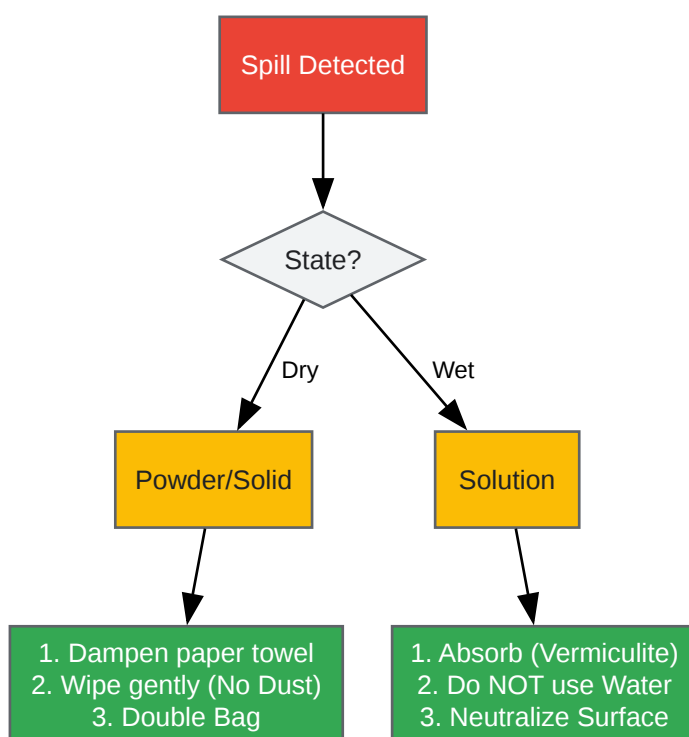 Spill Detected
State?
Dry
Wet
Powder/Solid
Solution
1. Dampen paper towel
2. Wipe gently (No Dust)
3. Double Bag
1. Absorb (Vermiculite)
2. Do NOT use Water
3. Neutralize Surface